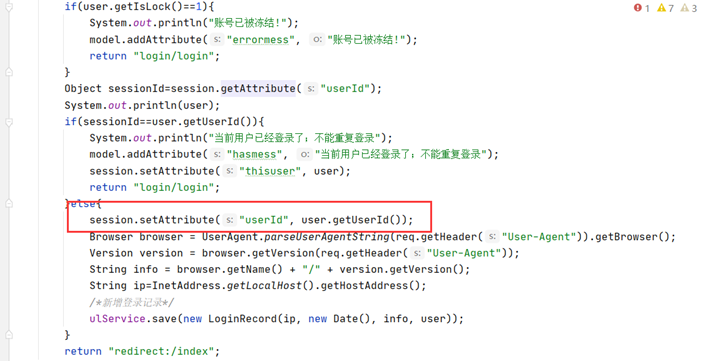 1 7 3
if(user.getIsLock()==1){
System.out.println("账号已被冻结!");
model.addAttribute( s: "errormess", o: "账号已被冻结!");
return "login/login";
}
Object sessionId=session.getAttribute( s: "userId");
System.out.println(user);
if(sessionId==user.getUserId()){
System.out.println("当前用户已经登录了；不能重复登录");
model.addAttribute( s: "hasmess", o: "当前用户已经登录了；不能重复登录");
session.setAttribute( s: "thisuser", user);
return "login/login";
}else{
session.setAttribute( s: "userId", user.getUserId());
Browser browser = UserAgent.parseUserAgentString(req.getHeader( s: "User-Agent")).getBrowser();
Version version = browser.getVersion(req.getHeader( s: "User-Agent"));
String info = browser.getName() + "/" + version.getVersion();
String ip=InetAddress.getLocalHost().getHostAddress();
/*新增登录记录*/
ulService.save(new LoginRecord(ip, new Date(), info, user));
}
return "redirect:/index";